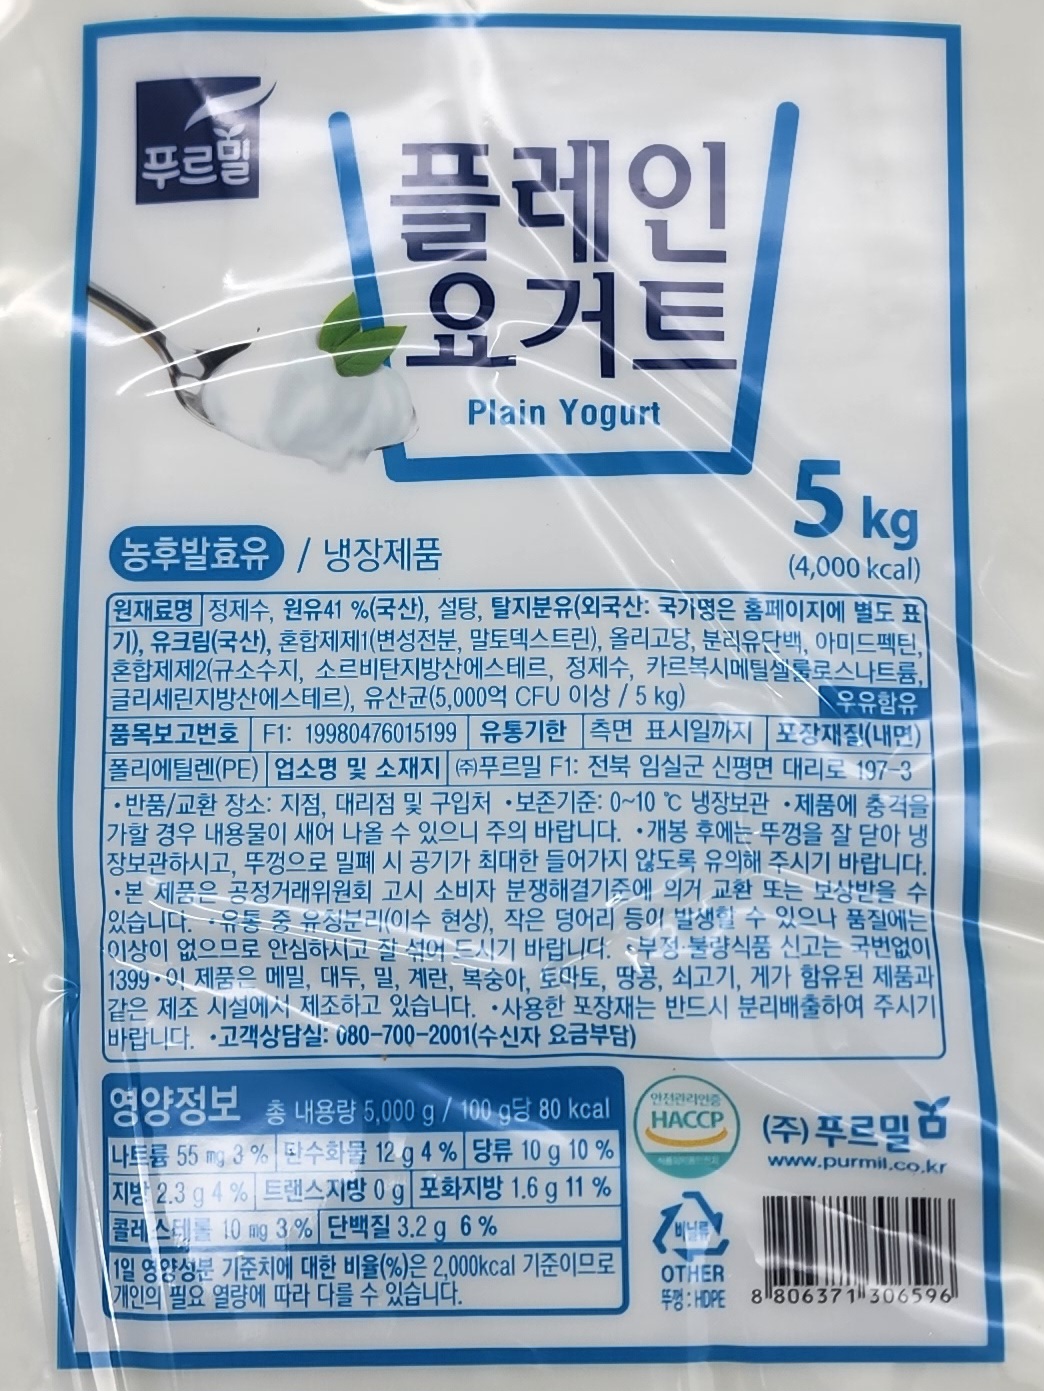 푸르밀
플레인
요거트
Plain Yogurt
5 kg
(4,000 kcal)
농후발효유 / 냉장제품
원재료명 정제수, 원유41 %(국산), 설탕, 탈지분유(외국산: 국가명은 홈페이지에 별도 표
기), 유크림(국산), 혼합제제1(변성전분, 말토덱스트린), 올리고당, 분리유단백, 아미드펙틴,
혼합제제2(규소수지, 소르비탄지방산에스테르, 정제수, 카르복시메틸셀룰로스나트륨,
글리세린지방산에스테르), 유산균(5,000억 CFU 이상 / 5 kg) 우유함유
품목보고번호 F1: 19980476015199 유통기한 측면 표시일까지 포장재질(내면)
폴리에틸렌(PE) 업소명 및 소재지 ㈜푸르밀 F1: 전북 임실군 신평면 대리로 197-3
•반품/교환 장소: 지점, 대리점 및 구입처 •보존기준: 0~10 ℃ 냉장보관 •제품에 충격을
가할 경우 내용물이 새어 나올 수 있으니 주의 바랍니다. •개봉 후에는 뚜껑을 잘 닫아 냉
장보관하시고, 뚜껑으로 밀폐 시 공기가 최대한 들어가지 않도록 유의해 주시기 바랍니다.
•본 제품은 공정거래위원회 고시 소비자 분쟁해결기준에 의거 교환 또는 보상받을 수
있습니다. •유통 중 유청분리(이수 현상), 작은 덩어리 등이 발생할 수 있으나 품질에는
이상이 없으므로 안심하시고 잘 섞어 드시기 바랍니다. •부정·불량식품 신고는 국번없이
1399 •이 제품은 메밀, 대두, 밀, 계란, 복숭아, 토마토, 땅콩, 쇠고기, 게가 함유된 제품과
같은 제조 시설에서 제조하고 있습니다. •사용한 포장재는 반드시 분리배출하여 주시기
바랍니다. •고객상담실: 080-700-2001(수신자 요금부담)
영양정보 총 내용량 5,000 g / 100 g당 80 kcal
나트륨 55 mg 3 % 탄수화물 12 g 4 % 당류 10 g 10 %
지방 2.3 g 4 % 트랜스지방 0 g 포화지방 1.6 g 11 %
콜레스테롤 10 mg 3 % 단백질 3.2 g 6 %
1일 영양성분 기준치에 대한 비율(%)은 2,000kcal 기준이므로
개인의 필요 열량에 따라 다를 수 있습니다.
안전관리인증
HACCP
식품의약품안전처
(주) 푸르밀
www.purmil.co.kr
비닐류
OTHER
뚜껑 : HDPE
8 806371 306596